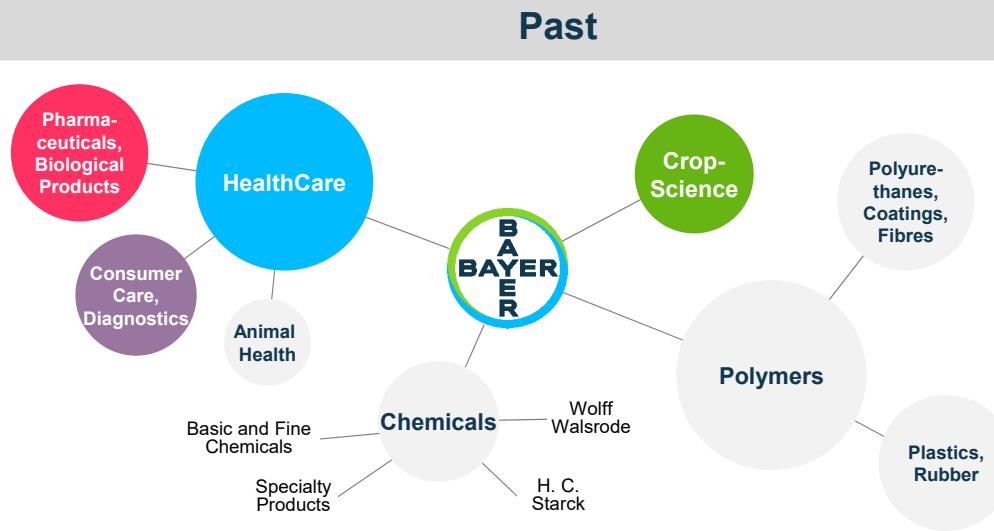 Past
Pharma-
ceuticals,
Biological
Products
HealthCare
Consumer
Care,
Diagnostics
Animal
Health
BAYER
BAYER
Crop-
Science
Polyure-
thanes,
Coatings,
Fibres
Polymers
Plastics,
Rubber
Chemicals
Basic and Fine
Chemicals
Specialty
Products
Wolff
Walsrode
H. C.
Starck